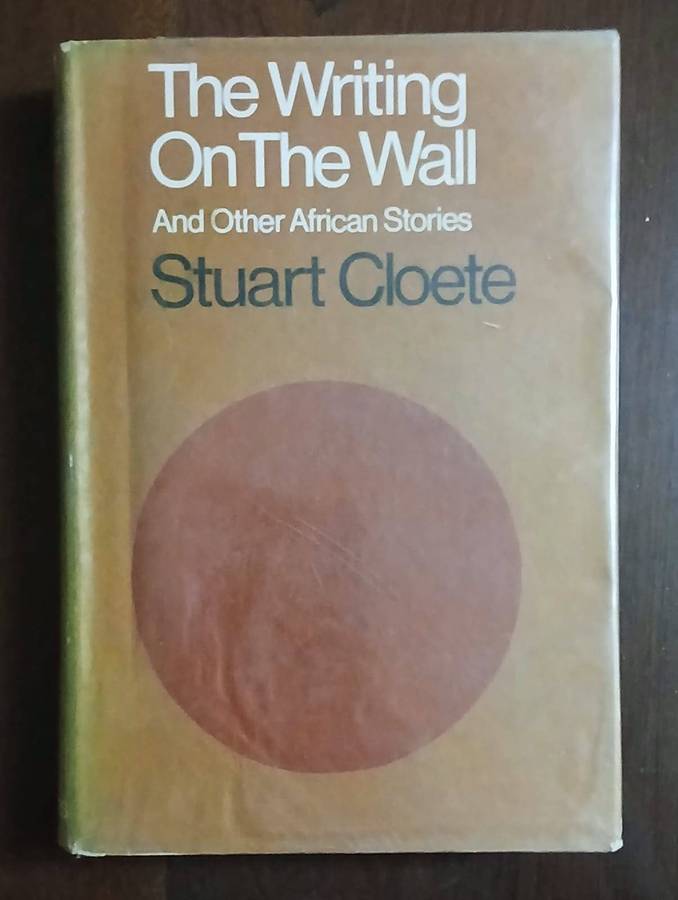 The Writing
On The Wall
And Other African Stories
Stuart Cloete